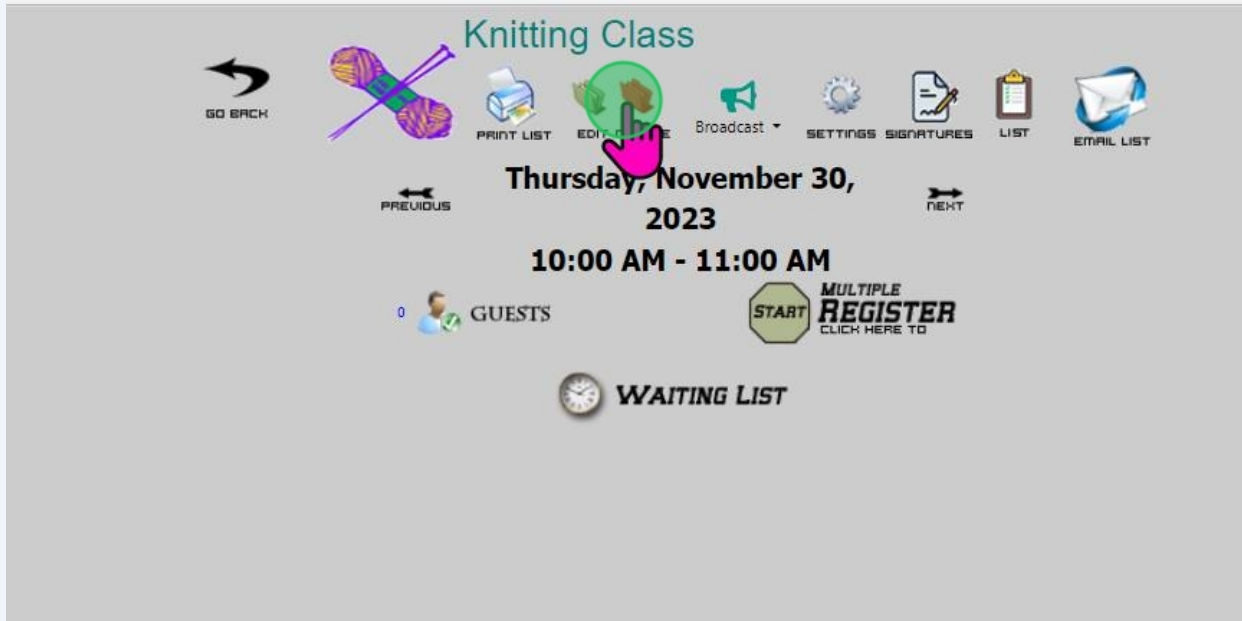 Knitting Class
GO BACK
PRINT LIST
EDIT
Broadcast
SETTINGS
SIGNATURES
LIST
EMAIL LIST
PREVIOUS
Thursday, November 30,
2023
NEXT
10:00 AM - 11:00 AM
0 GUESTS
START
MULTIPLE
REGISTER
CLICK HERE TO
WAITING LIST